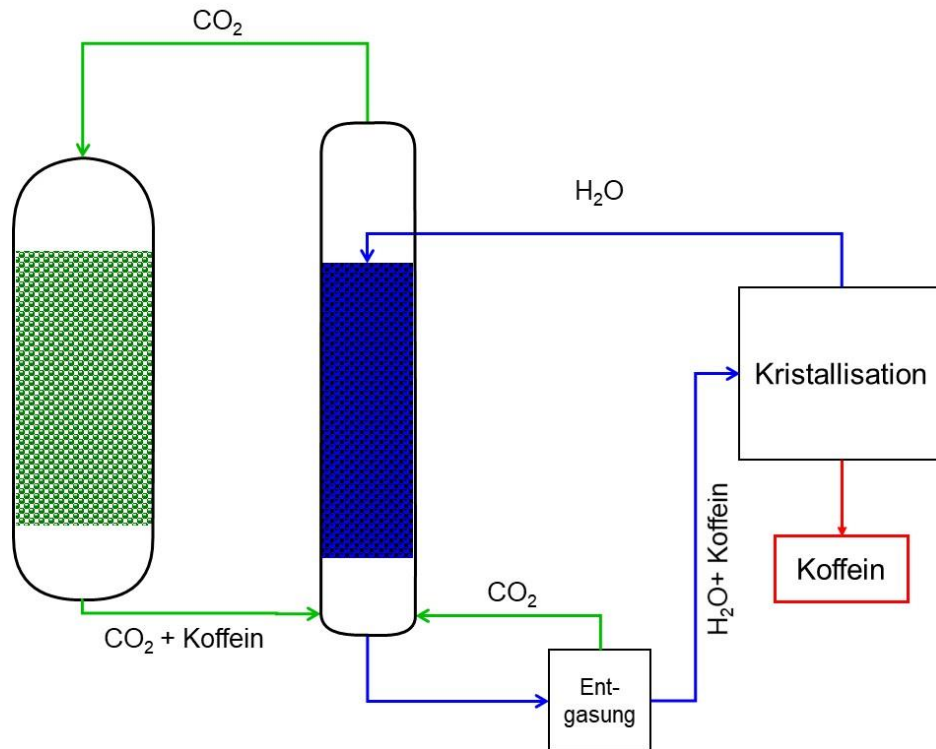 CO₂
H₂O
Kristallisation
Koffein
H₂O+ Koffein
CO₂
CO₂ + Koffein
Ent-
gasung